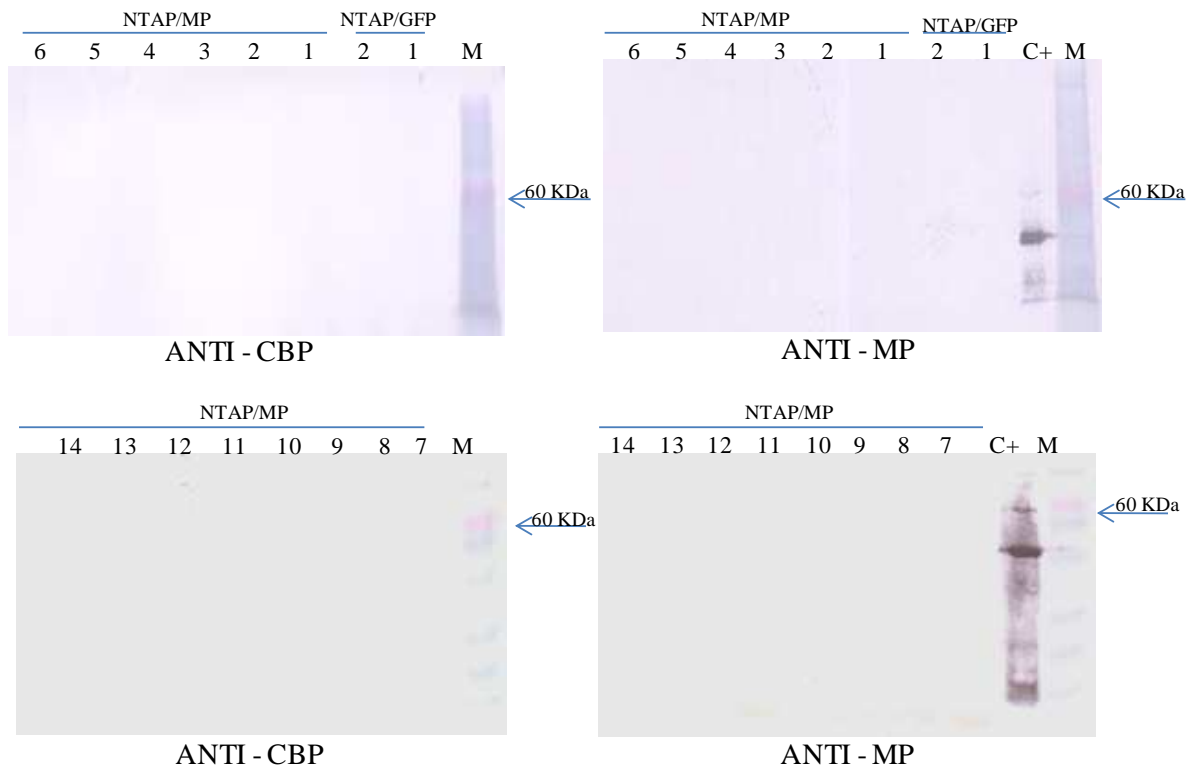 NTAP/MP NTAP/GFP
6 5 4 3 2 1 2 1 M
60 KDa
ANTI - CBP
NTAP/MP NTAP/GFP
6 5 4 3 2 1 2 1 C+ M
60 KDa
ANTI - MP
NTAP/MP
14 13 12 11 10 9 8 7 M
60 KDa
ANTI - CBP
NTAP/MP
14 13 12 11 10 9 8 7 C+ M
60 KDa
ANTI - MP